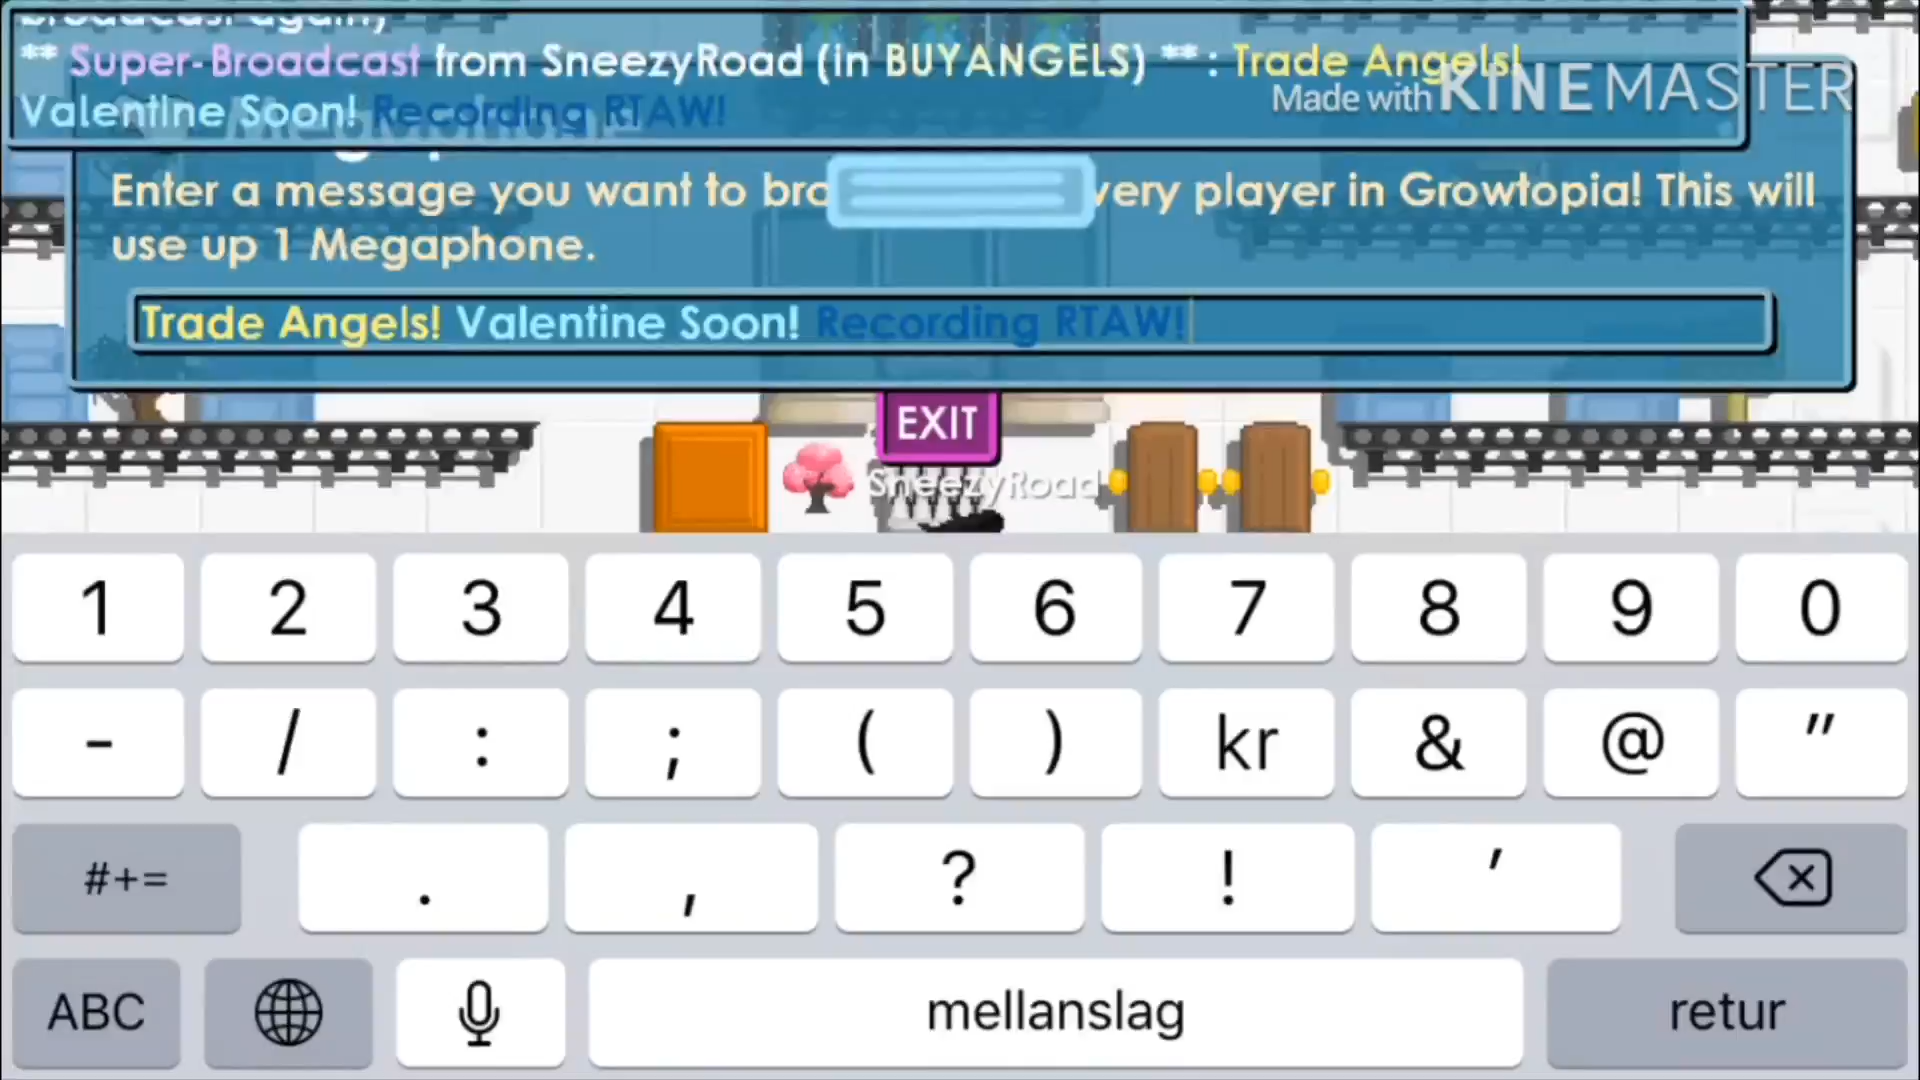 broadcast again)
** Super-Broadcast from SneezyRoad (in BUYANGELS) ** : Trade Angels!
Valentine Soon! Recording RTAW!
Made with KINEMASTER
Enter a message you want to bro very player in Growtopia! This will
use up 1 Megaphone.
Trade Angels! Valentine Soon! Recording RTAW!
EXIT
SneezyRoad
1 2 3 4 5 6 7 8 9 0
- / : ; ( ) kr & @ "
#+= . , ? ! '
ABC mellanslag retur